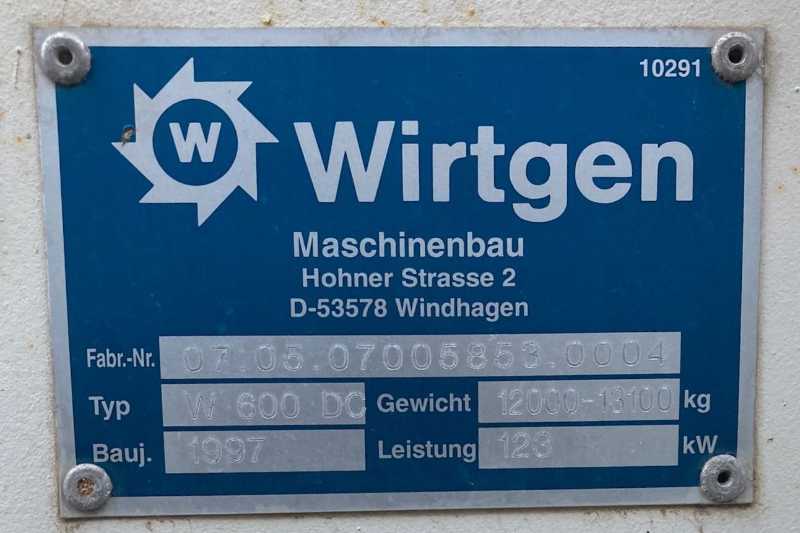 10291
W Wirtgen
Maschinenbau
Hohner Strasse 2
D-53578 Windhagen
Fabr.-Nr. 07.05.07005853.0004
Typ W 600 DC Gewicht 12000-13100 kg
Bauj. 1997 Leistung 123 kW